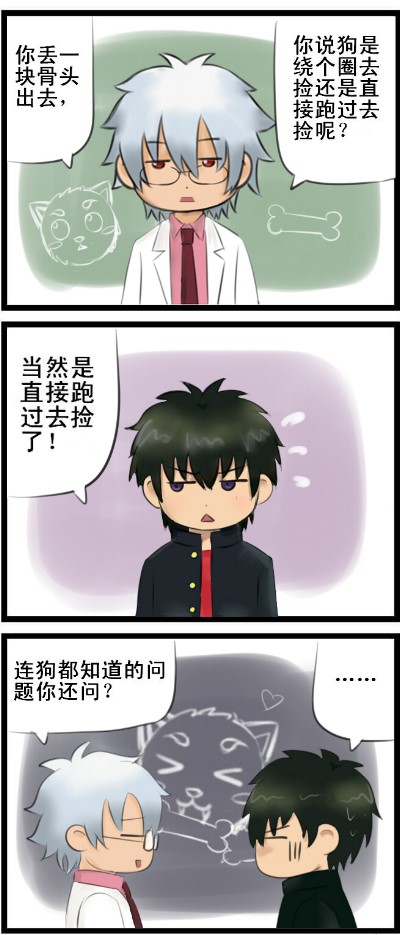 你丢一
块骨头
出去，
你说狗是
绕个圈去
捡还是直
接跑过去
捡呢？
当然是
直接跑
过去捡
了！
连狗都知道的问
题你还问？
……